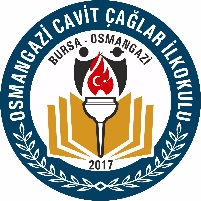 OSMANGAZİ CAVİT ÇAĞLAR İLKOKULU
BURSA - OSMANGAZİ
2017